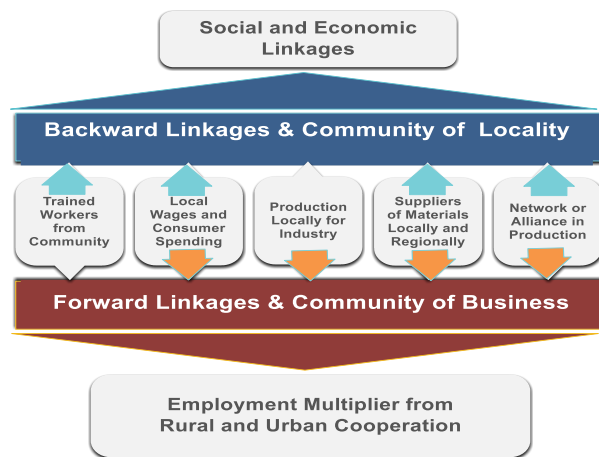 Social and Economic
Linkages
Backward Linkages & Community of Locality
Trained
Workers
from
Community
Local
Wages and
Consumer
Spending
Production
Locally for
Industry
Suppliers
of Materials
Locally and
Regionally
Network or
Alliance in
Production
Forward Linkages & Community of Business
Employment Multiplier from
Rural and Urban Cooperation